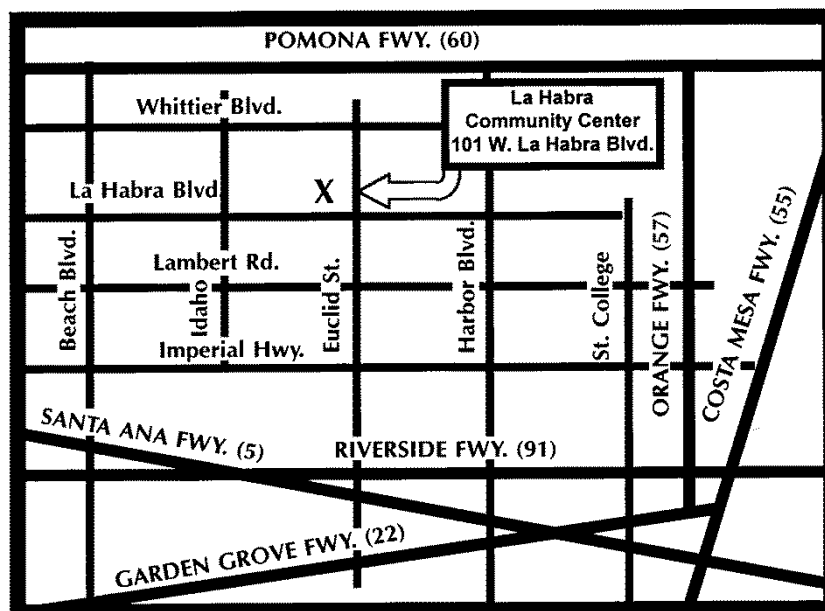 POMONA FWY. (60)
Whittier Blvd.
La Habra
Community Center
101 W. La Habra Blvd.
La Habra Blvd.
X
Lambert Rd.
Beach Blvd.
Idaho
Euclid St.
Harbor Blvd.
St. College
ORANGE FWY. (57)
COSTA MESA FWY. (55)
Imperial Hwy.
SANTA ANA FWY. (5)
RIVERSIDE FWY. (91)
GARDEN GROVE FWY. (22)